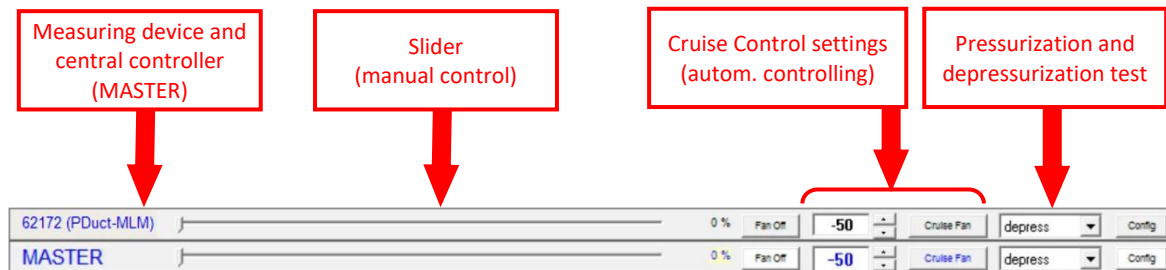 Measuring device and
central controller
(MASTER)
Slider
(manual control)
Cruise Control settings
(autom. controlling)
Pressurization and
depressurization test
62172 (PDuct-MLM) 0 % Fan Off -50 Cruise Fan depress Config
MASTER 0 % Fan Off -50 Cruise Fan depress Config